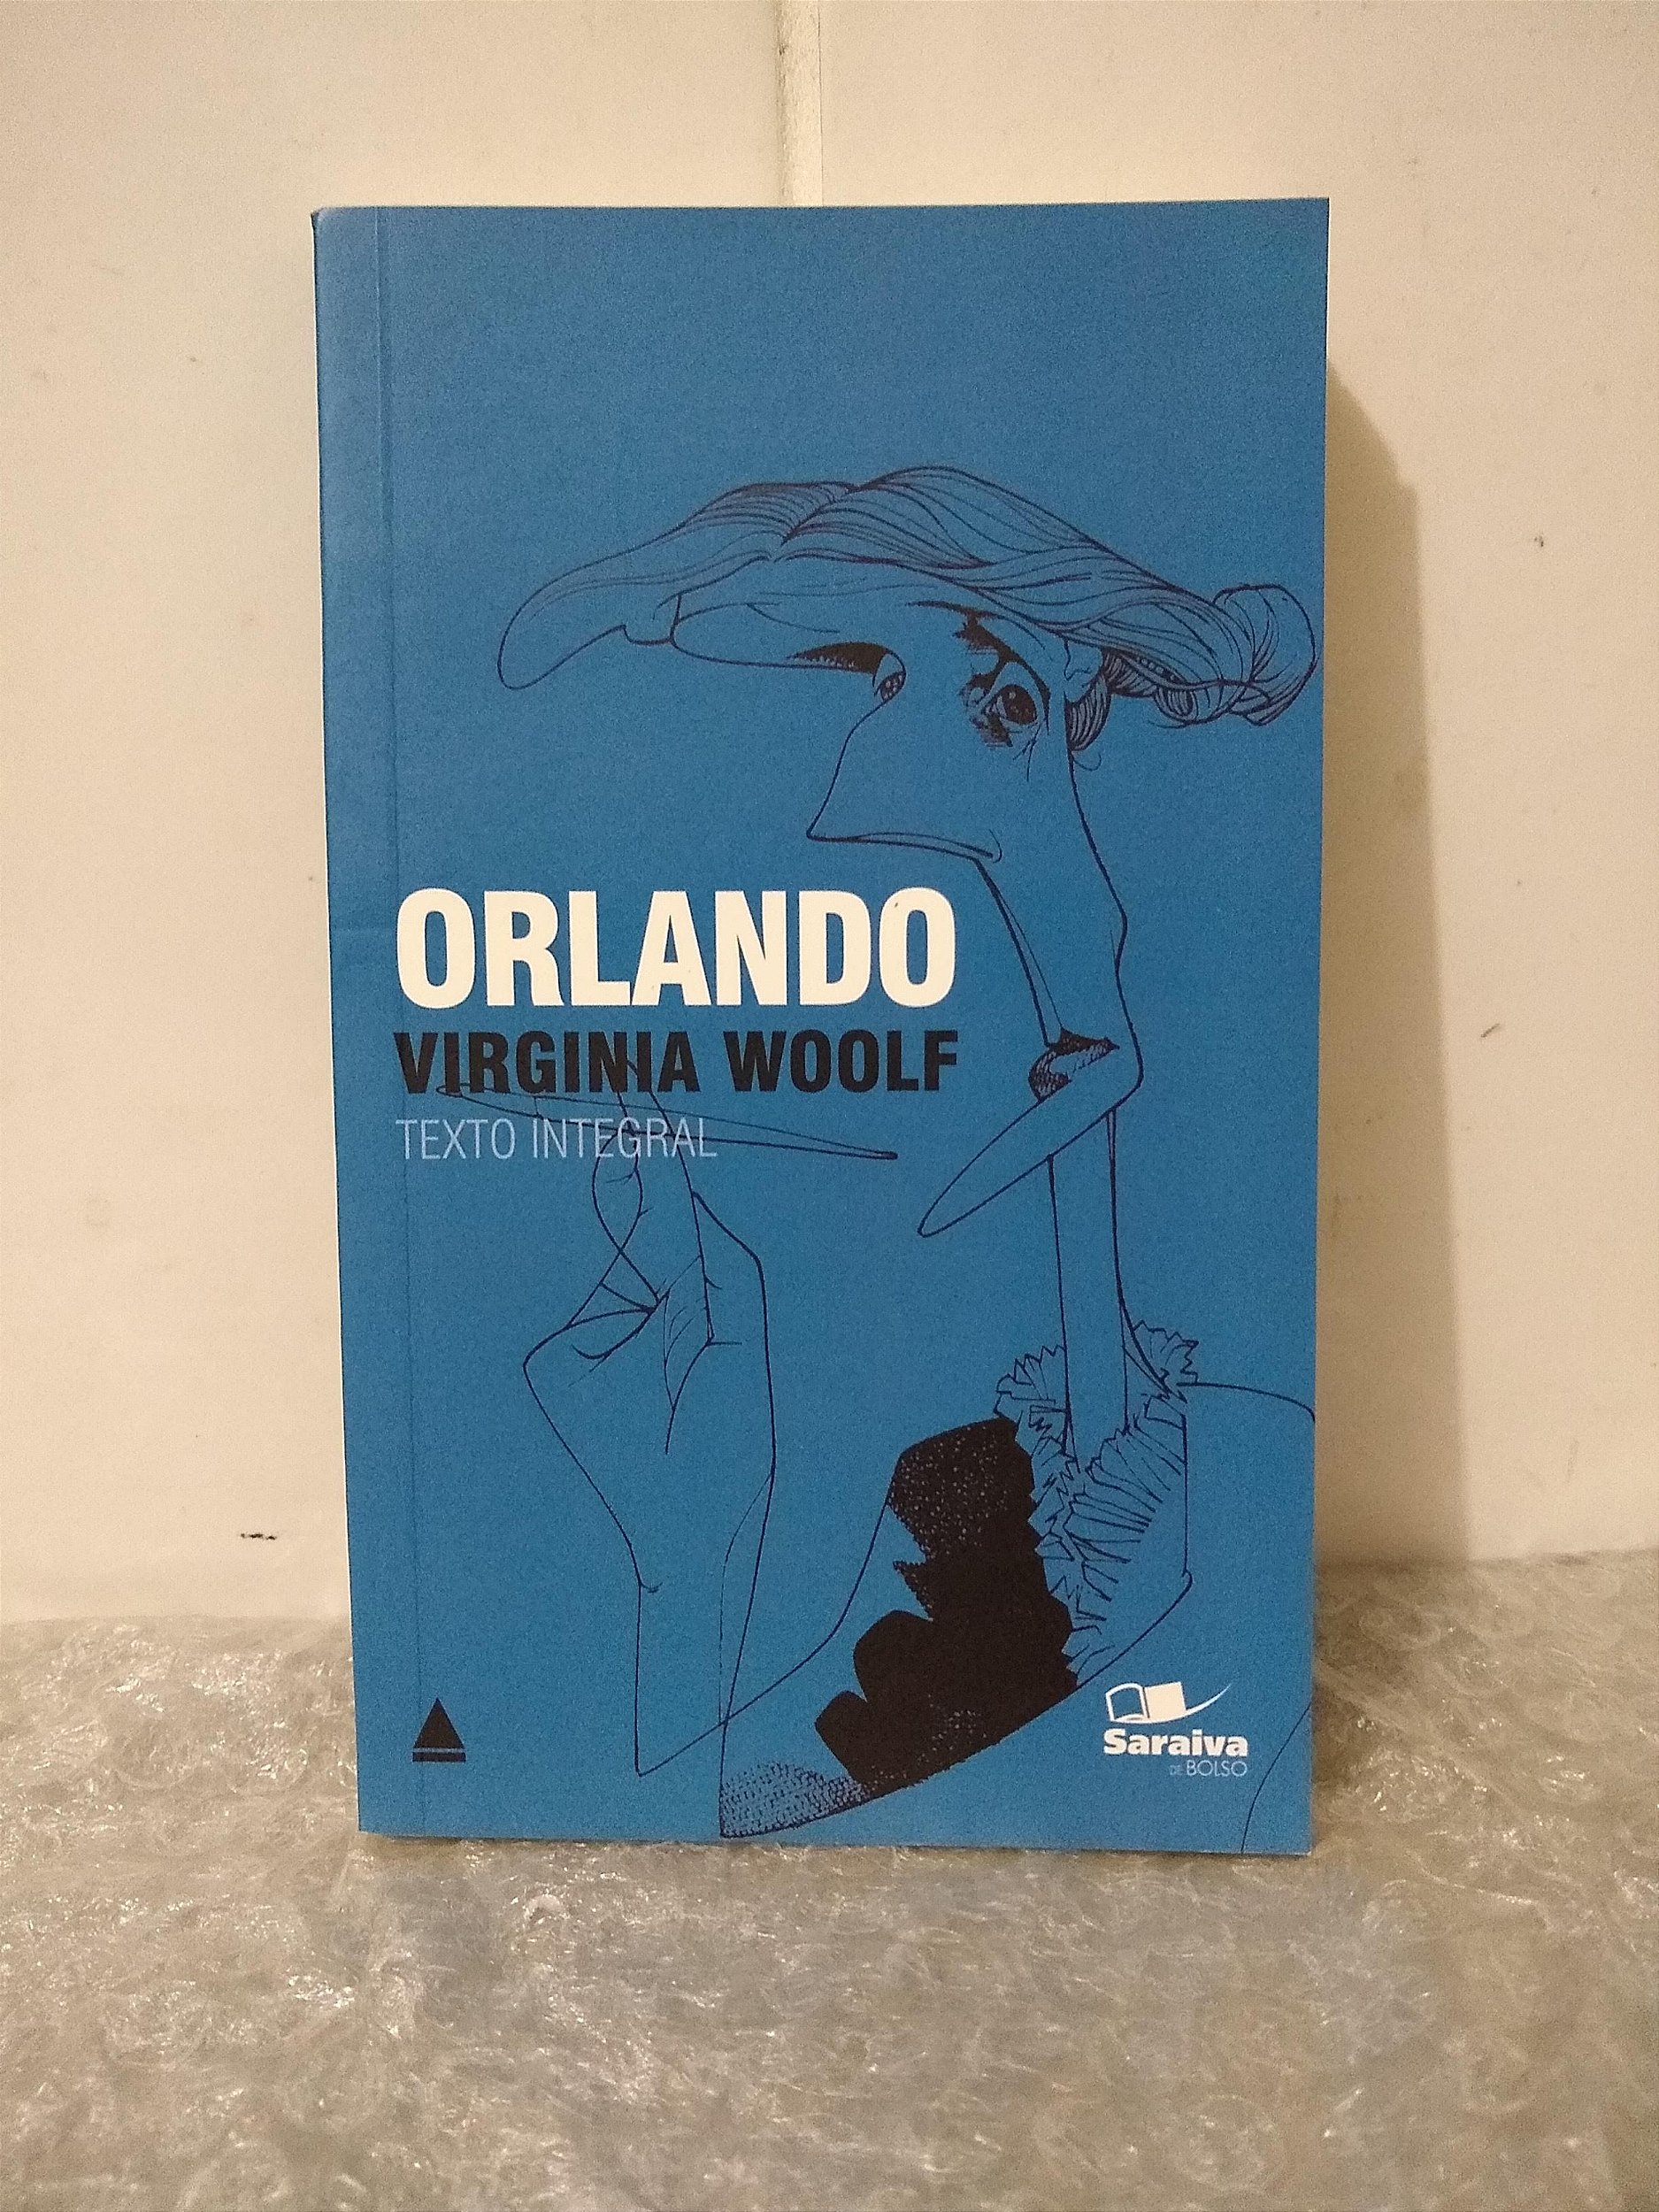 ORLANDO
VIRGINIA WOOLF
TEXTO INTEGRAL
Saraiva
DE BOLSO